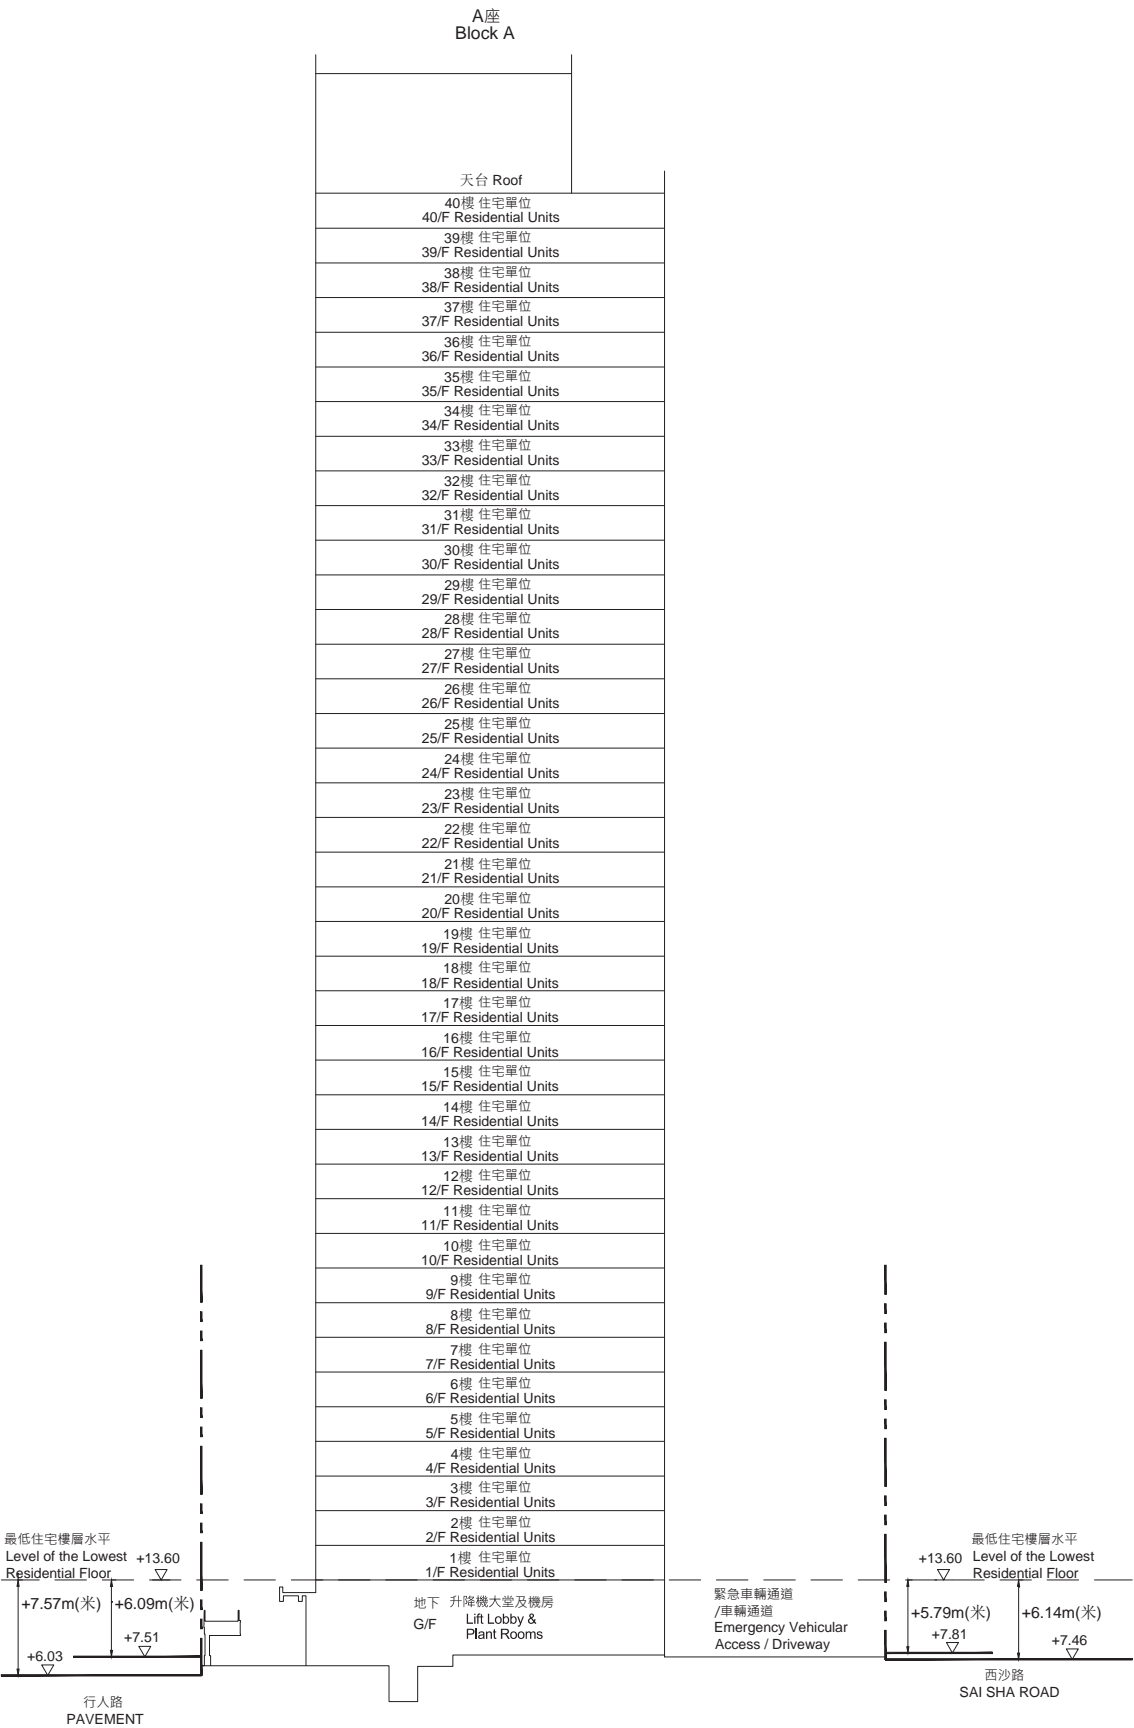 A座
Block A
天台 Roof
40樓 住宅單位
40/F Residential Units
39樓 住宅單位
39/F Residential Units
38樓 住宅單位
38/F Residential Units
37樓 住宅單位
37/F Residential Units
36樓 住宅單位
36/F Residential Units
35樓 住宅單位
35/F Residential Units
34樓 住宅單位
34/F Residential Units
33樓 住宅單位
33/F Residential Units
32樓 住宅單位
32/F Residential Units
31樓 住宅單位
31/F Residential Units
30樓 住宅單位
30/F Residential Units
29樓 住宅單位
29/F Residential Units
28樓 住宅單位
28/F Residential Units
27樓 住宅單位
27/F Residential Units
26樓 住宅單位
26/F Residential Units
25樓 住宅單位
25/F Residential Units
24樓 住宅單位
24/F Residential Units
23樓 住宅單位
23/F Residential Units
22樓 住宅單位
22/F Residential Units
21樓 住宅單位
21/F Residential Units
20樓 住宅單位
20/F Residential Units
19樓 住宅單位
19/F Residential Units
18樓 住宅單位
18/F Residential Units
17樓 住宅單位
17/F Residential Units
16樓 住宅單位
16/F Residential Units
15樓 住宅單位
15/F Residential Units
14樓 住宅單位
14/F Residential Units
13樓 住宅單位
13/F Residential Units
12樓 住宅單位
12/F Residential Units
11樓 住宅單位
11/F Residential Units
10樓 住宅單位
10/F Residential Units
9樓 住宅單位
9/F Residential Units
8樓 住宅單位
8/F Residential Units
7樓 住宅單位
7/F Residential Units
6樓 住宅單位
6/F Residential Units
5樓 住宅單位
5/F Residential Units
4樓 住宅單位
4/F Residential Units
3樓 住宅單位
3/F Residential Units
2樓 住宅單位
2/F Residential Units
1樓 住宅單位
1/F Residential Units
最低住宅樓層水平
Level of the Lowest
Residential Floor
+13.60
+7.57m(米)
+6.09m(米)
+7.51
+6.03
行人路
PAVEMENT
地下 升降機大堂及機房
G/F Lift Lobby &
Plant Rooms
緊急車輛通道
/車輛通道
Emergency Vehicular
Access / Driveway
最低住宅樓層水平
+13.60 Level of the Lowest
Residential Floor
+5.79m(米)
+6.14m(米)
+7.81
+7.46
西沙路
SAI SHA ROAD